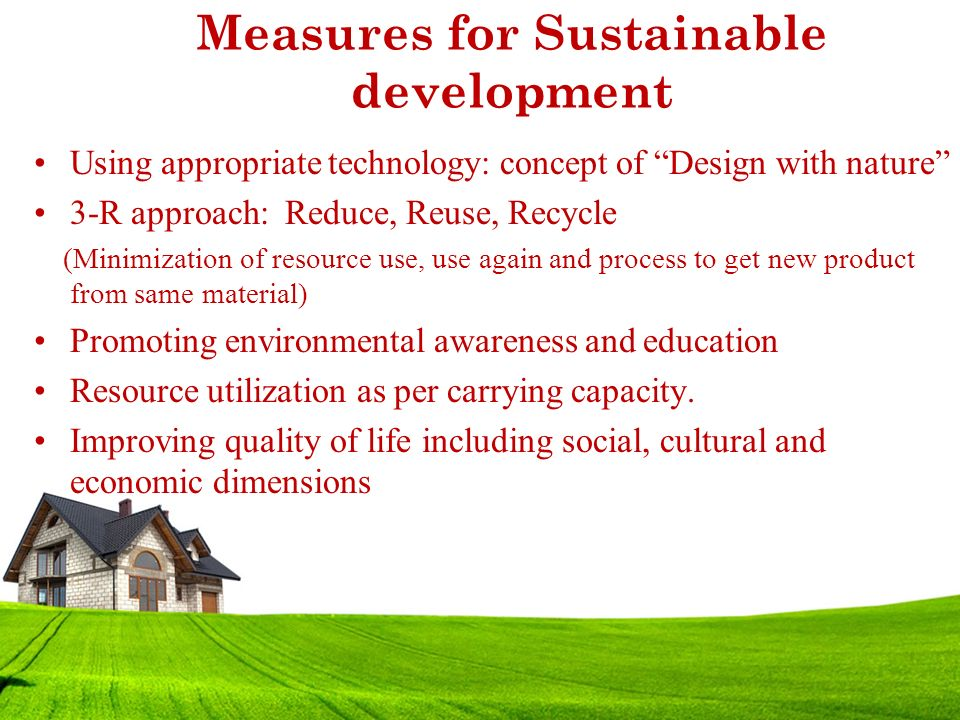 Measures for Sustainable
development
• Using appropriate technology: concept of “Design with nature”
• 3-R approach: Reduce, Reuse, Recycle
(Minimization of resource use, use again and process to get new product
from same material)
• Promoting environmental awareness and education
• Resource utilization as per carrying capacity.
• Improving quality of life including social, cultural and
economic dimensions